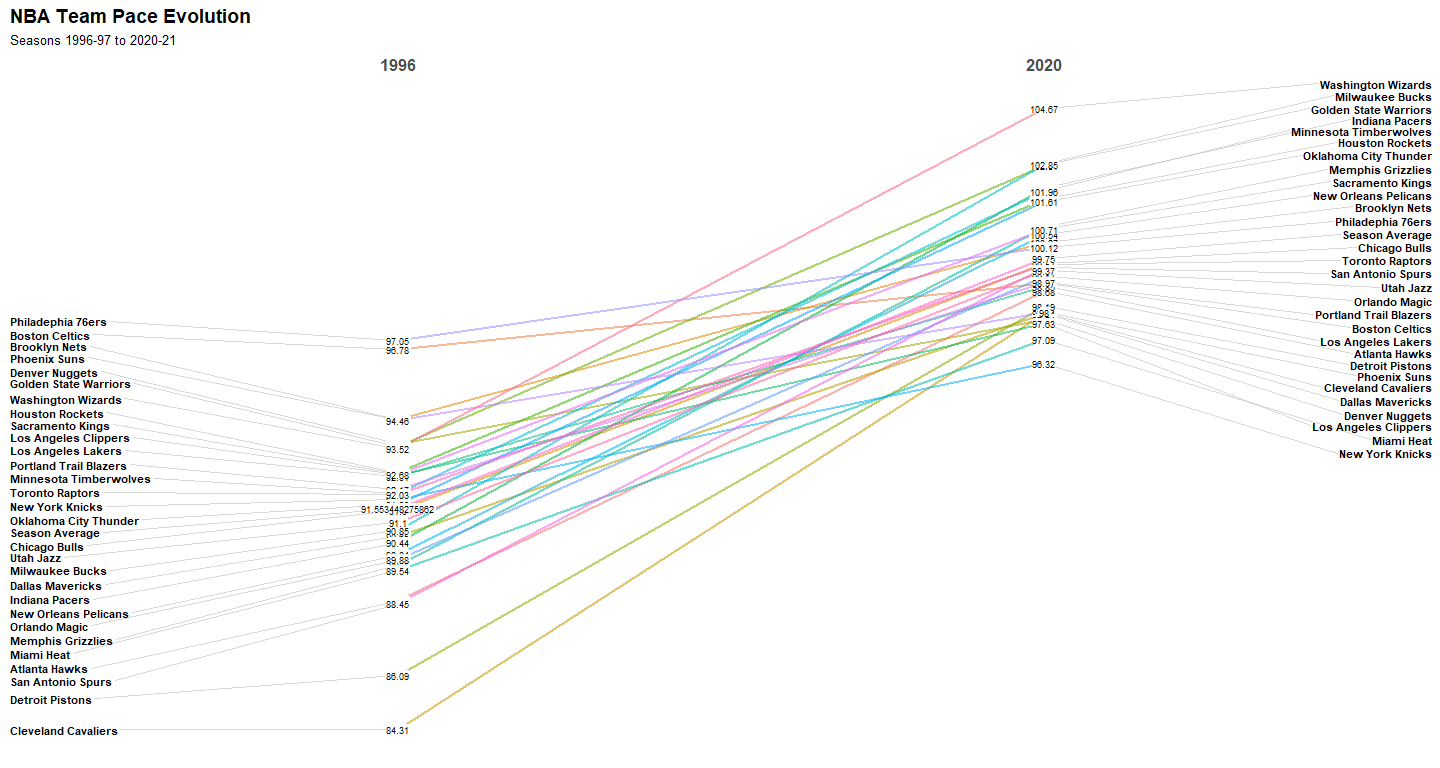 NBA Team Pace Evolution
Seasons 1996-97 to 2020-21
1996
2020
Philadephia 76ers
Boston Celtics
Brooklyn Nets
Phoenix Suns
Denver Nuggets
Golden State Warriors
Washington Wizards
Houston Rockets
Sacramento Kings
Los Angeles Clippers
Los Angeles Lakers
Portland Trail Blazers
Minnesota Timberwolves
Toronto Raptors
New York Knicks
Oklahoma City Thunder
Season Average
Chicago Bulls
Utah Jazz
Milwaukee Bucks
Dallas Mavericks
Indiana Pacers
New Orleans Pelicans
Orlando Magic
Memphis Grizzlies
Miami Heat
Atlanta Hawks
San Antonio Spurs
Detroit Pistons
Cleveland Cavaliers
97.05
96.78
94.46
93.52
92.03
91.553448275862
91.1
90.44
89.88
89.54
88.45
86.09
84.31
104.67
102.85
101.96
101.61
100.71
100.12
99.75
99.37
98.97
98.68
97.63
97.09
96.32
Washington Wizards
Milwaukee Bucks
Golden State Warriors
Indiana Pacers
Minnesota Timberwolves
Houston Rockets
Oklahoma City Thunder
Memphis Grizzlies
Sacramento Kings
New Orleans Pelicans
Brooklyn Nets
Philadephia 76ers
Season Average
Chicago Bulls
Toronto Raptors
San Antonio Spurs
Utah Jazz
Orlando Magic
Portland Trail Blazers
Boston Celtics
Los Angeles Lakers
Atlanta Hawks
Detroit Pistons
Phoenix Suns
Cleveland Cavaliers
Dallas Mavericks
Denver Nuggets
Los Angeles Clippers
Miami Heat
New York Knicks